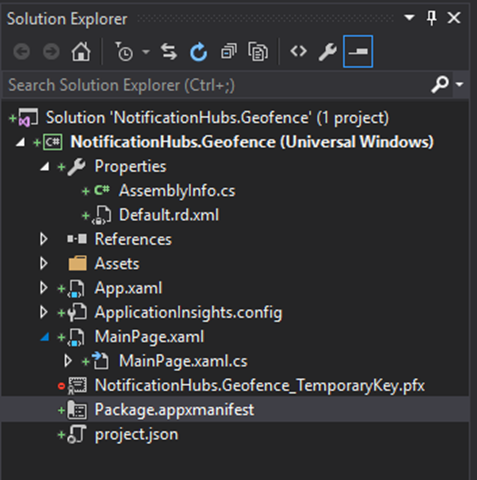 Solution Explorer
Search Solution Explorer (Ctrl+;)
Solution 'NotificationHubs.Geofence' (1 project)
C# NotificationHubs.Geofence (Universal Windows)
Properties
C# AssemblyInfo.cs
Default.rd.xml
References
Assets
App.xaml
ApplicationInsights.config
MainPage.xaml
MainPage.xaml.cs
NotificationHubs.Geofence_TemporaryKey.pfx
Package.appxmanifest
project.json